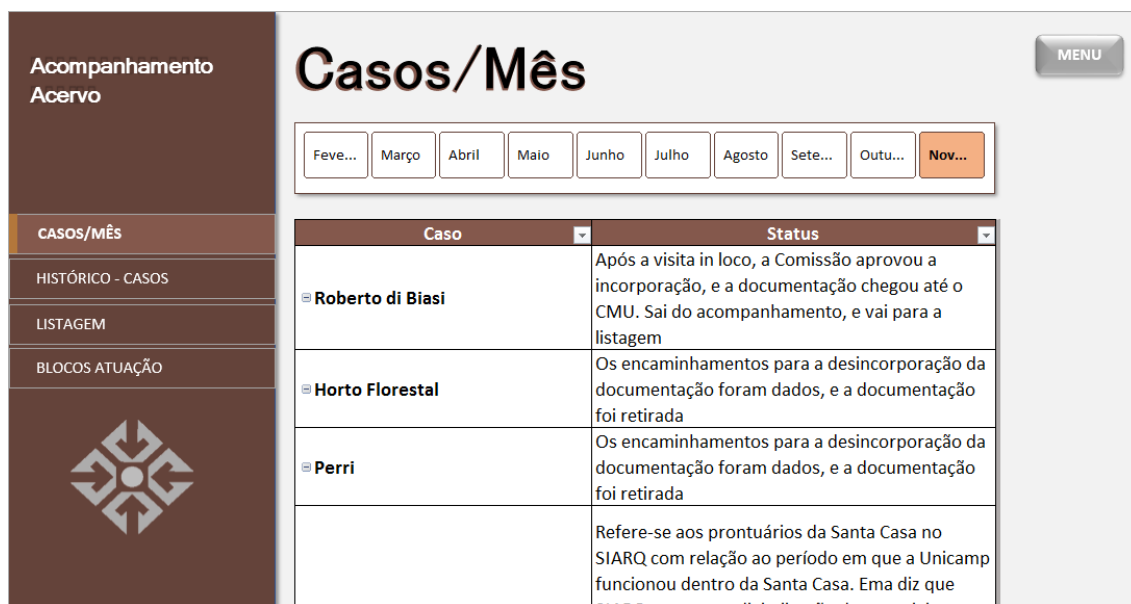 Acompanhamento
Acervo
Casos/Mês
MENU
Feve... Março Abril Maio Junho Julho Agosto Sete... Outu... Nov...
CASOS/MÊS
HISTÓRICO - CASOS
LISTAGEM
BLOCOS ATUAÇÃO
Caso Status
Roberto di Biasi
Após a visita in loco, a Comissão aprovou a
incorporação, e a documentação chegou até o
CMU. Sai do acompanhamento, e vai para a
listagem
Horto Florestal
Os encaminhamentos para a desincorporação da
documentação foram dados, e a documentação
foi retirada
Perri
Os encaminhamentos para a desincorporação da
documentação foram dados, e a documentação
foi retirada
Refere-se aos prontuários da Santa Casa no
SIARQ com relação ao período em que a Unicamp
funcionou dentro da Santa Casa. Ema diz que